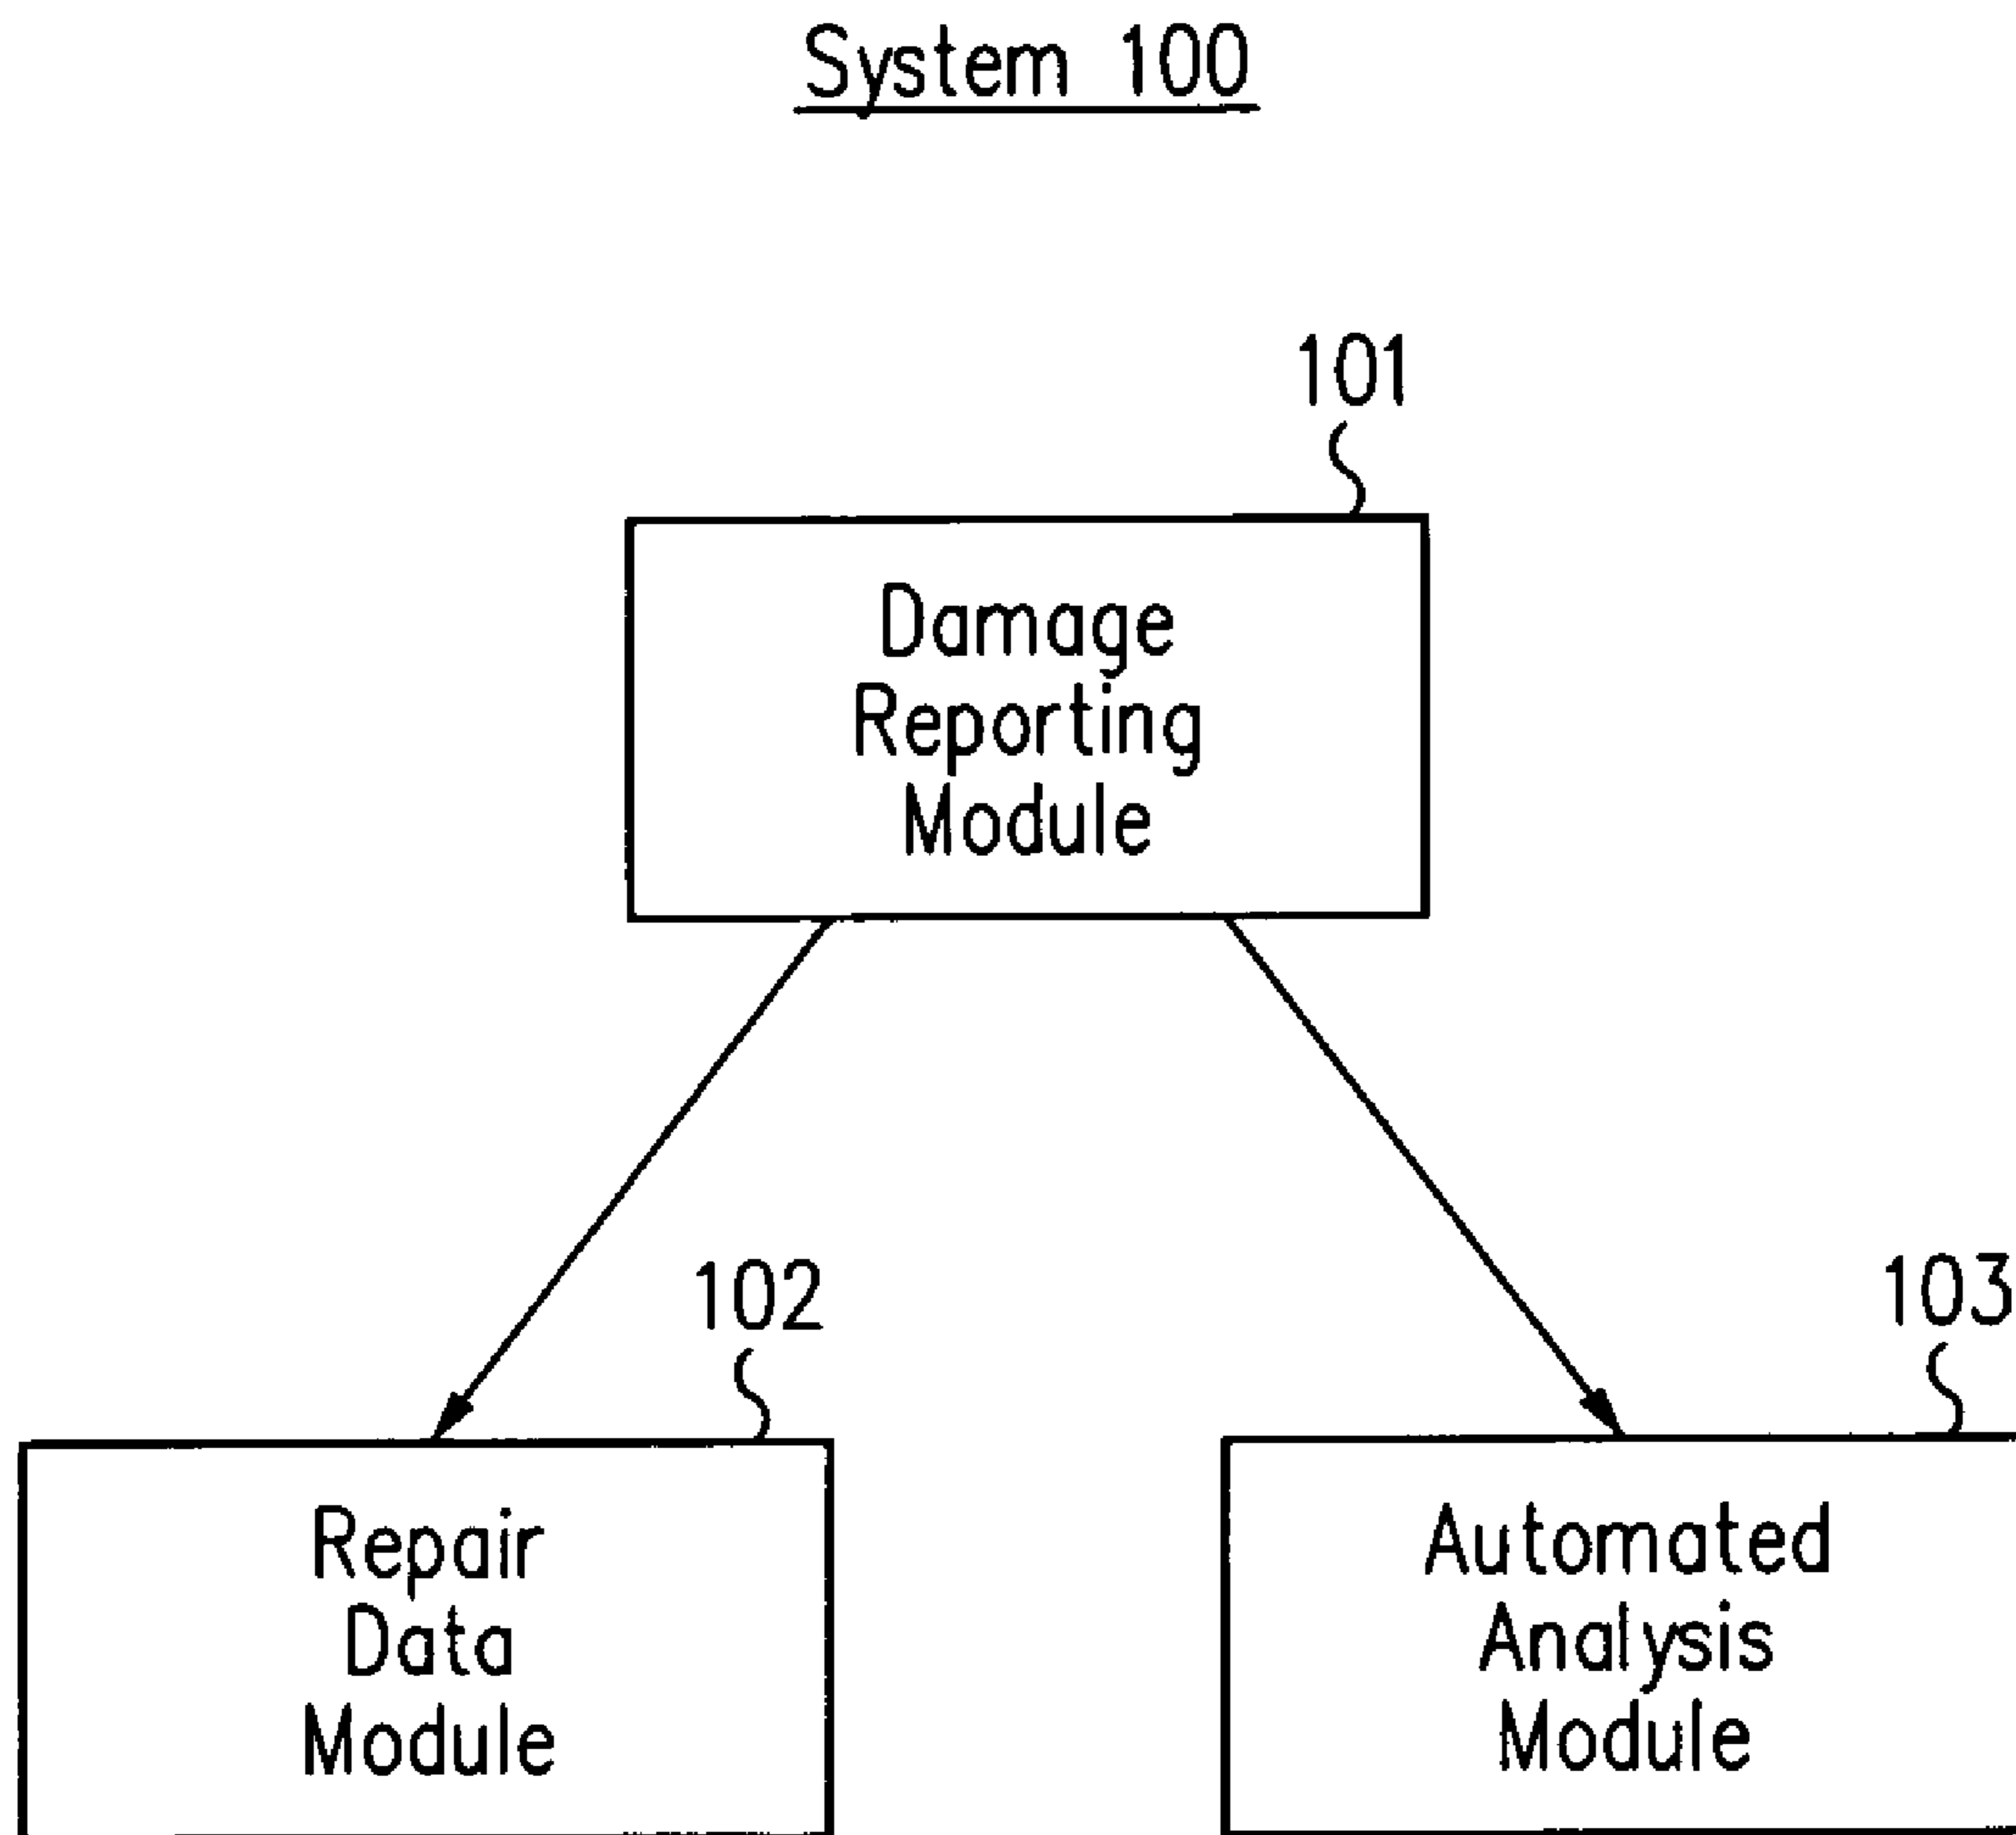 System 100
101
Damage
Reporting
Module
102
103
Repair
Data
Module
Automated
Analysis
Module